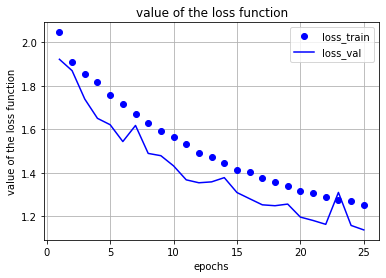 value of the loss function
loss_train
loss_val
value of the loss function
2.0
1.8
1.6
1.4
1.2
0
5
10
15
20
25
epochs